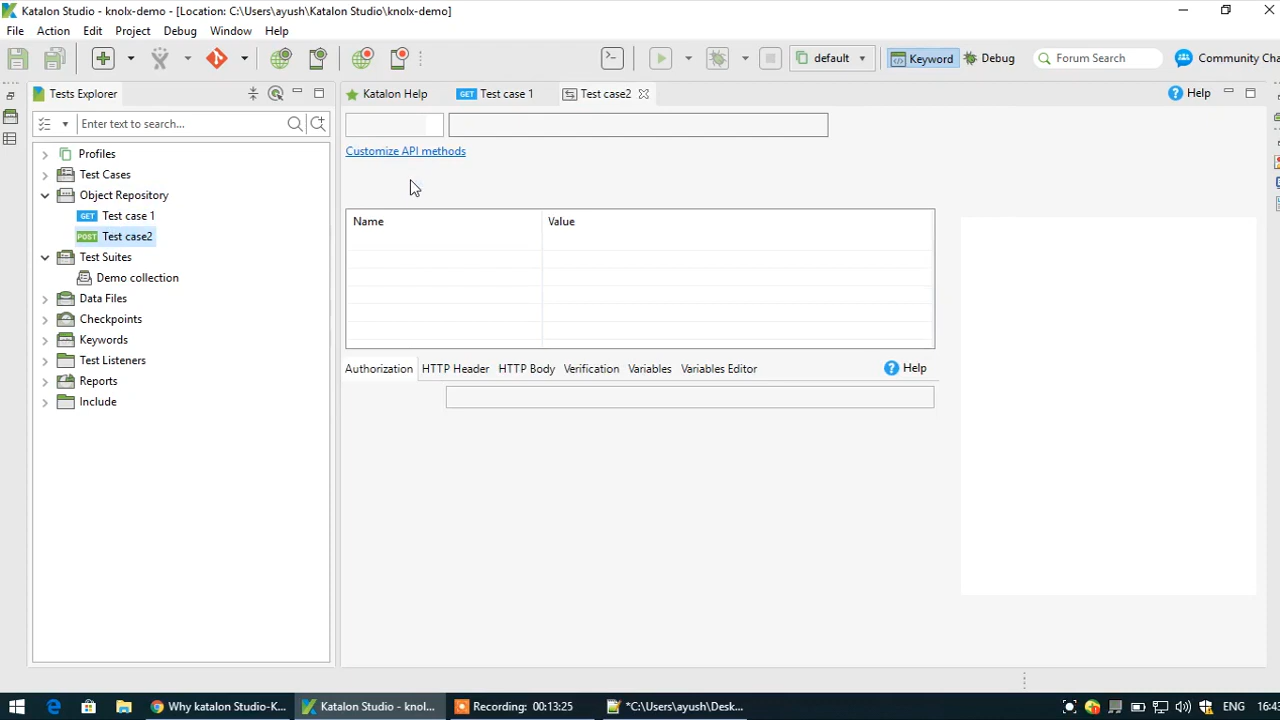 Katalon Studio - knolx-demo - [Location: C:\Users\ayush\Katalon Studio\knolx-demo]
File Action Edit Project Debug Window Help
default Keyword Debug Forum Search Community Cha
Tests Explorer
Katalon Help GET Test case 1 Test case2 Help
Enter text to search...
Customize API methods
Profiles
Test Cases
Object Repository
GET Test case 1
POST Test case2
Test Suites
Demo collection
Data Files
Checkpoints
Keywords
Test Listeners
Reports
Include
Name Value
Authorization HTTP Header HTTP Body Verification Variables Variables Editor Help
Why katalon Studio-K... Katalon Studio - knol... Recording: 00:13:25 *C:\Users\ayush\Desk... ENG 16:4